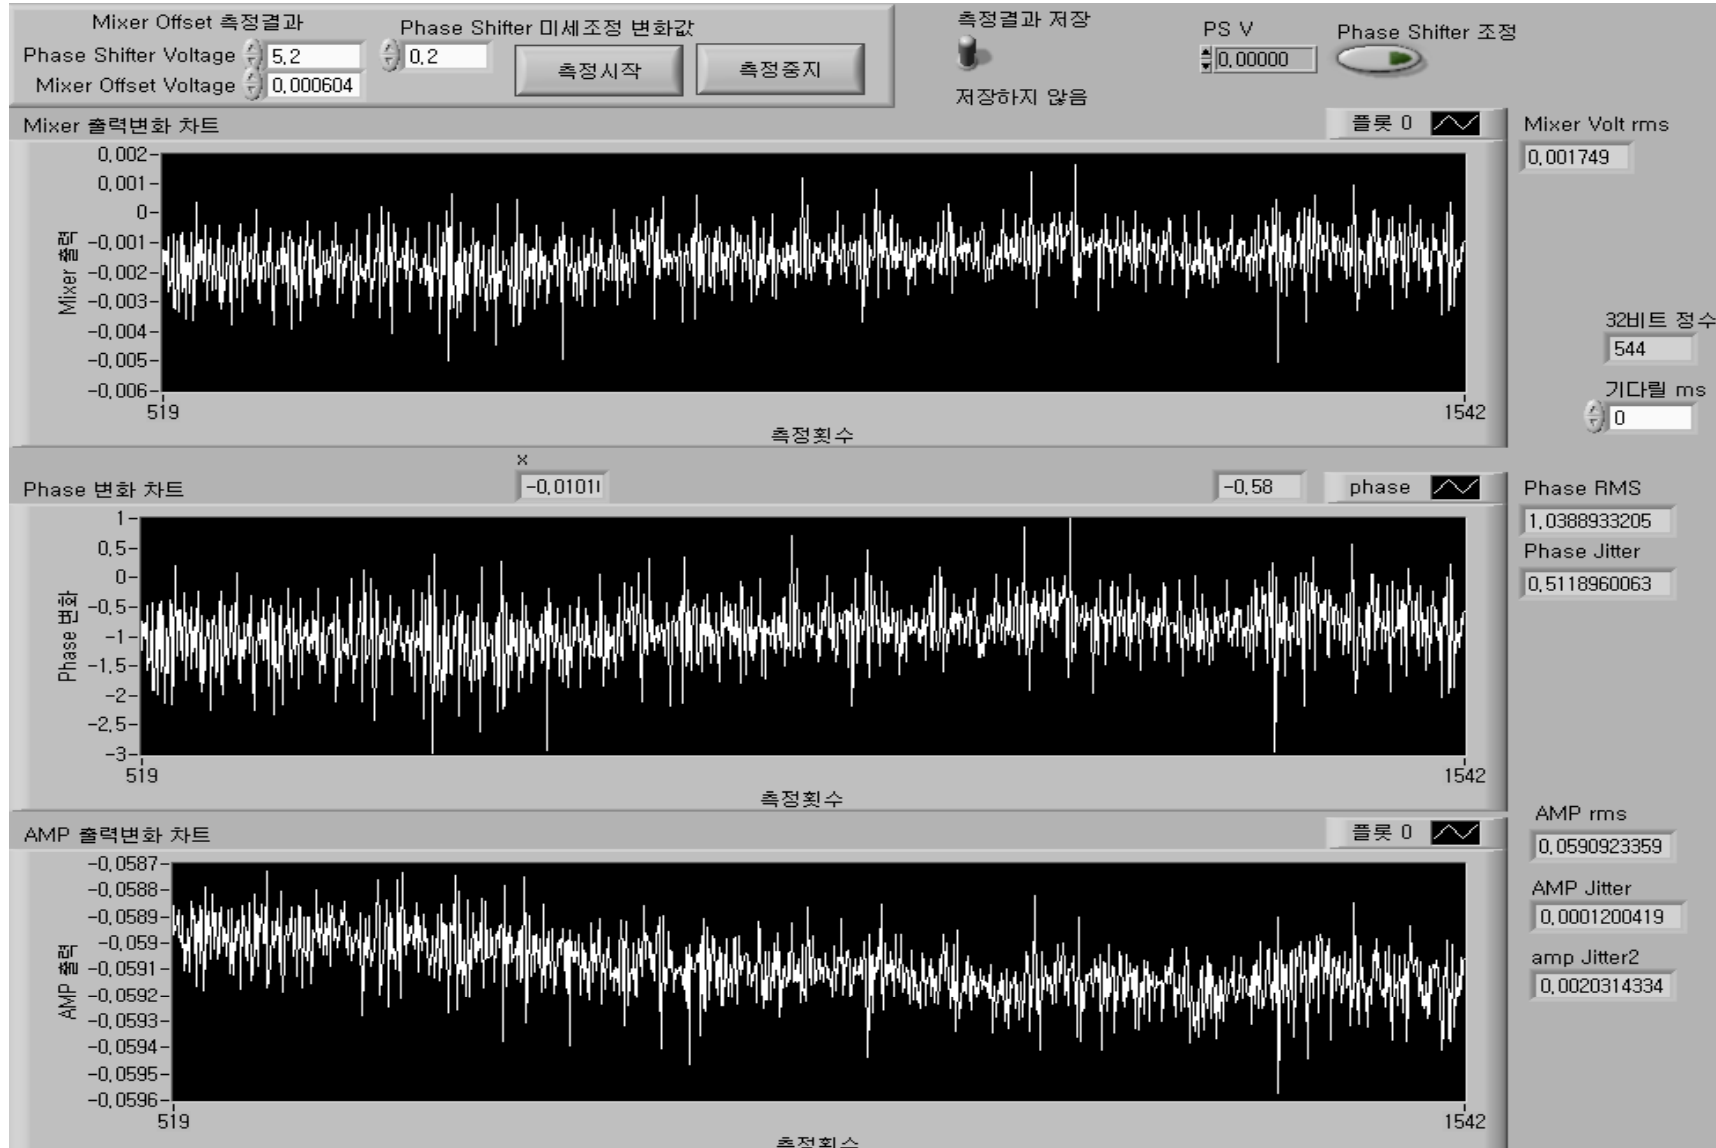 Mixer Offset 측정결과
Phase Shifter 미세조정 변화값
Phase Shifter Voltage 5,2
0,2
Mixer Offset Voltage 0,000604
측정시작
측정중지
측정결과 저장
저장하지 않음
PS V
0,00000
Phase Shifter 조정
Mixer 출력변화 차트
플롯 0
Mixer Volt rms
0,001749
Mixer 출력
0,002
0,001
0
-0,001
-0,002
-0,003
-0,004
-0,005
-0,006
519
1542
측정횟수
32비트 정수
544
기다릴 ms
0
x
-0,0101
-0,58
Phase 변화 차트
phase
Phase RMS
1,0388933205
Phase Jitter
0,5118960063
Phase 변화
1
0,5
0
-0,5
-1
-1,5
-2
-2,5
-3
519
1542
측정횟수
AMP 출력변화 차트
플롯 0
AMP rms
0,0590923359
AMP Jitter
0,0001200419
amp Jitter2
0,0020314334
AMP 출력
-0,0587
-0,0588
-0,0589
-0,059
-0,0591
-0,0592
-0,0593
-0,0594
-0,0595
-0,0596
519
1542
측정횟수